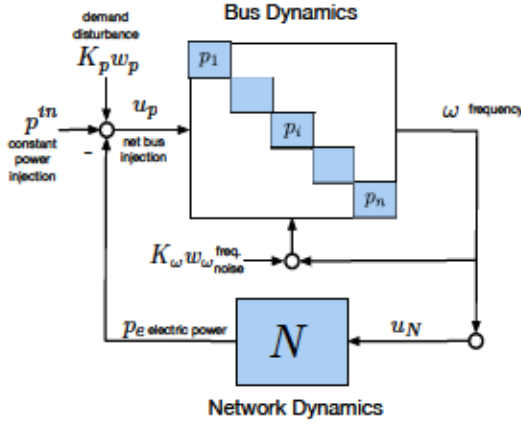 Bus Dynamics
demand
disturbance
K_p w_p
p_1
p^{in}
u_p
p_i
ω frequency
constant
power
injection
-
net bus
injection
p_n
K_ω w_ω freq.
noise
p_e electric power
N
u_N
Network Dynamics